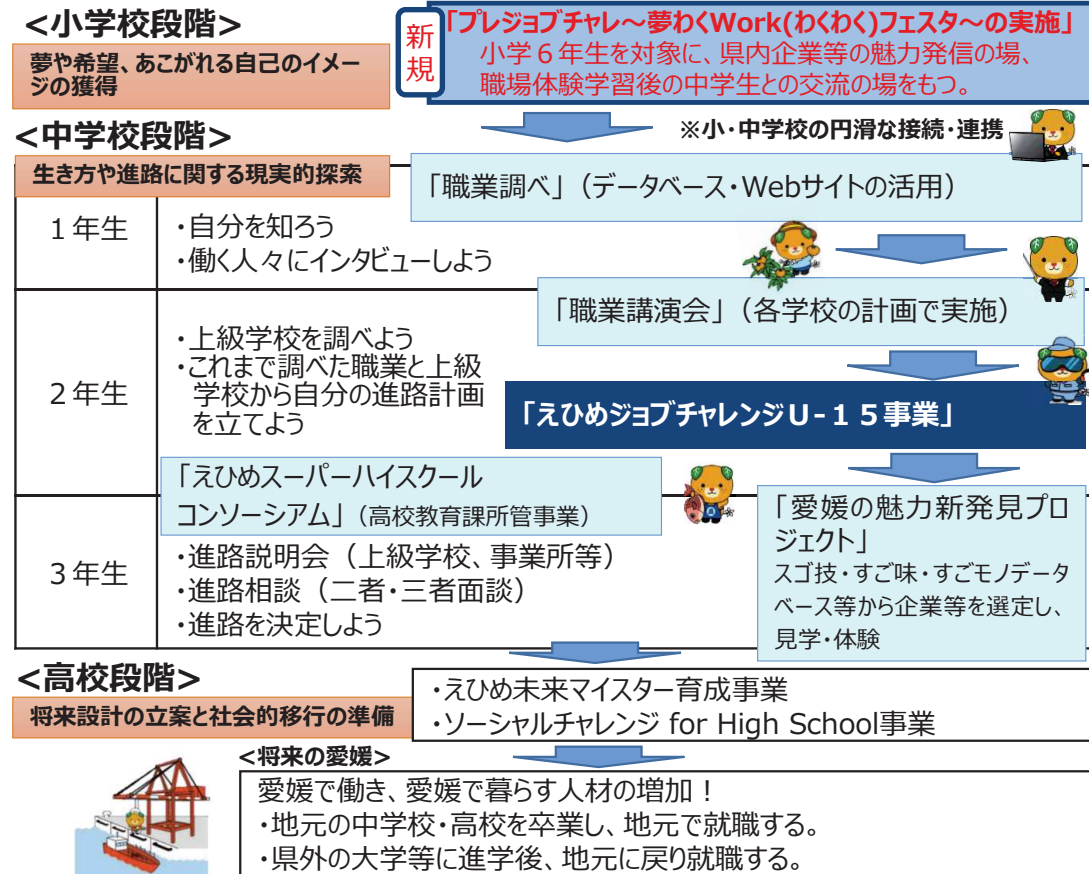 <小学校段階>
夢や希望、あこがれる自己のイメー
ジの獲得
新規
「プレジョブチャレ～夢わくWork(わくわく)フェスタ～の実施」
小学６年生を対象に、県内企業等の魅力発信の場、
職場体験学習後の中学生との交流の場をもつ。
※小・中学校の円滑な接続・連携
<中学校段階>
生き方や進路に関する現実的探索
「職業調べ」（データベース・Webサイトの活用）
１年生
・自分を知ろう
・働く人々にインタビューしよう
「職業講演会」（各学校の計画で実施）
２年生
・上級学校を調べよう
・これまで調べた職業と上級
学校から自分の進路計画
を立てよう
「えひめジョブチャレンジＵ-１５事業」
「えひめスーパーハイスクール
コンソーシアム」（高校教育課所管事業）
３年生
・進路説明会（上級学校、事業所等）
・進路相談（二者・三者面談）
・進路を決定しよう
「愛媛の魅力新発見プロ
ジェクト」
スゴ技・すご味・すごモノデータ
ベース等から企業等を選定し、
見学・体験
<高校段階>
将来設計の立案と社会的移行の準備
・えひめ未来マイスター育成事業
・ソーシャルチャレンジ for High School事業
<将来の愛媛>
愛媛で働き、愛媛で暮らす人材の増加！
・地元の中学校・高校を卒業し、地元で就職する。
・県外の大学等に進学後、地元に戻り就職する。